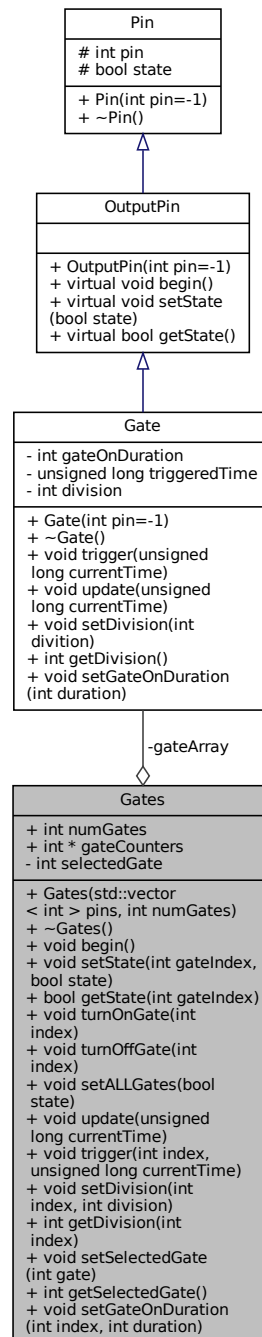 Pin
# int pin
# bool state
+ Pin(int pin=-1)
+ ~Pin()
OutputPin
+ OutputPin(int pin=-1)
+ virtual void begin()
+ virtual void setState
(bool state)
+ virtual bool getState()
Gate
- int gateOnDuration
- unsigned long triggeredTime
- int division
+ Gate(int pin=-1)
+ ~Gate()
+ void trigger(unsigned
long currentTime)
+ void update(unsigned
long currentTime)
+ void setDivision(int
divition)
+ int getDivision()
+ void setGateOnDuration
(int duration)
-gateArray
Gates
+ int numGates
+ int * gateCounters
- int selectedGate
+ Gates(std::vector
< int > pins, int numGates)
+ ~Gates()
+ void begin()
+ void setState(int gateIndex,
bool state)
+ bool getState(int gateIndex)
+ void turnOnGate(int
index)
+ void turnOffGate(int
index)
+ void setALLGates(bool
state)
+ void update(unsigned
long currentTime)
+ void trigger(int index,
unsigned long currentTime)
+ void setDivision(int
index, int division)
+ int getDivision(int
index)
+ void setSelectedGate
(int gate)
+ int getSelectedGate()
+ void setGateOnDuration
(int index, int duration)